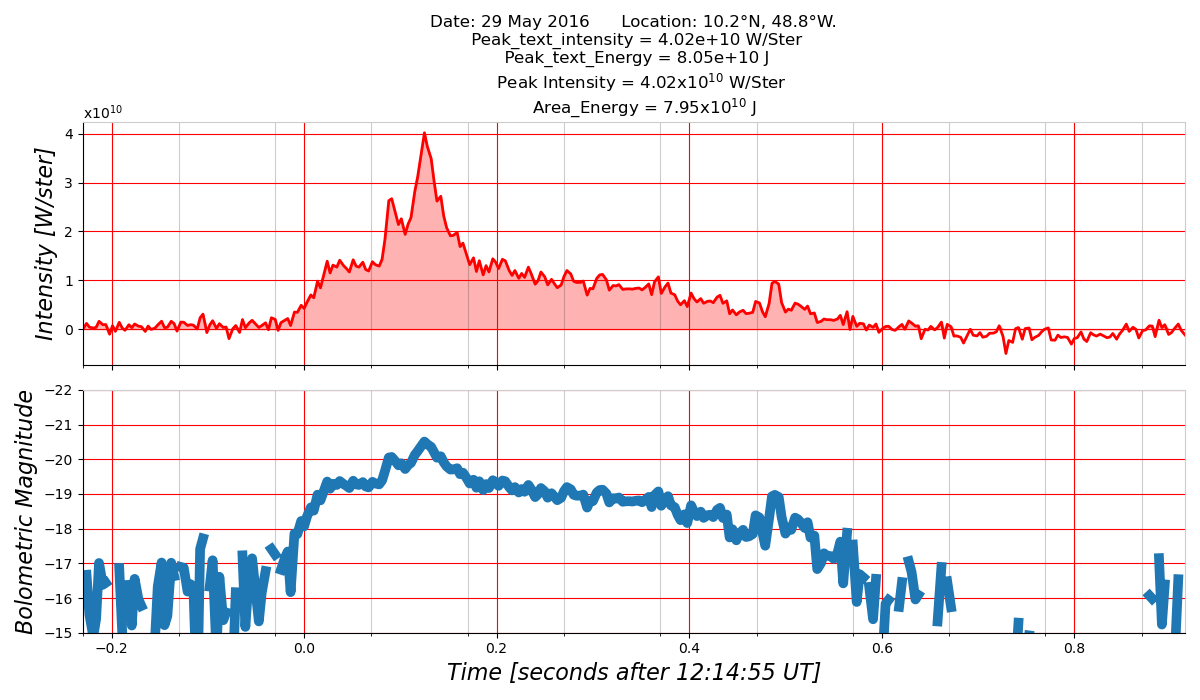 Date: 29 May 2016      Location: 10.2°N, 48.8°W.
Peak_text_intensity = 4.02e+10 W/Ster
Peak_text_Energy = 8.05e+10 J
Peak Intensity = 4.02x10¹⁰ W/Ster
Area_Energy = 7.95x10¹⁰ J
x10¹⁰
4
3
2
1
0
Intensity [W/ster]
−22
−21
−20
−19
−18
−17
−16
−15
Bolometric Magnitude
−0.2 0.0 0.2 0.4 0.6 0.8
Time [seconds after 12:14:55 UT]